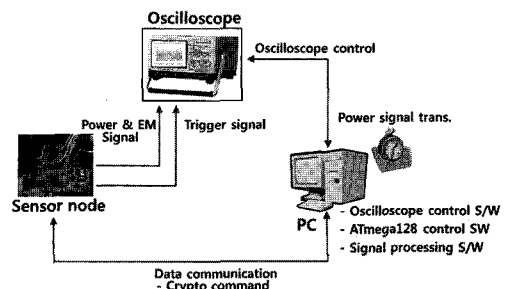 Oscilloscope
Oscilloscope control
Power & EM
Signal
Trigger signal
Power signal trans.
Sensor node
PC
- Oscilloscope control S/W
- ATmega128 control SW
- Signal processing S/W
Data communication
- Crypto command